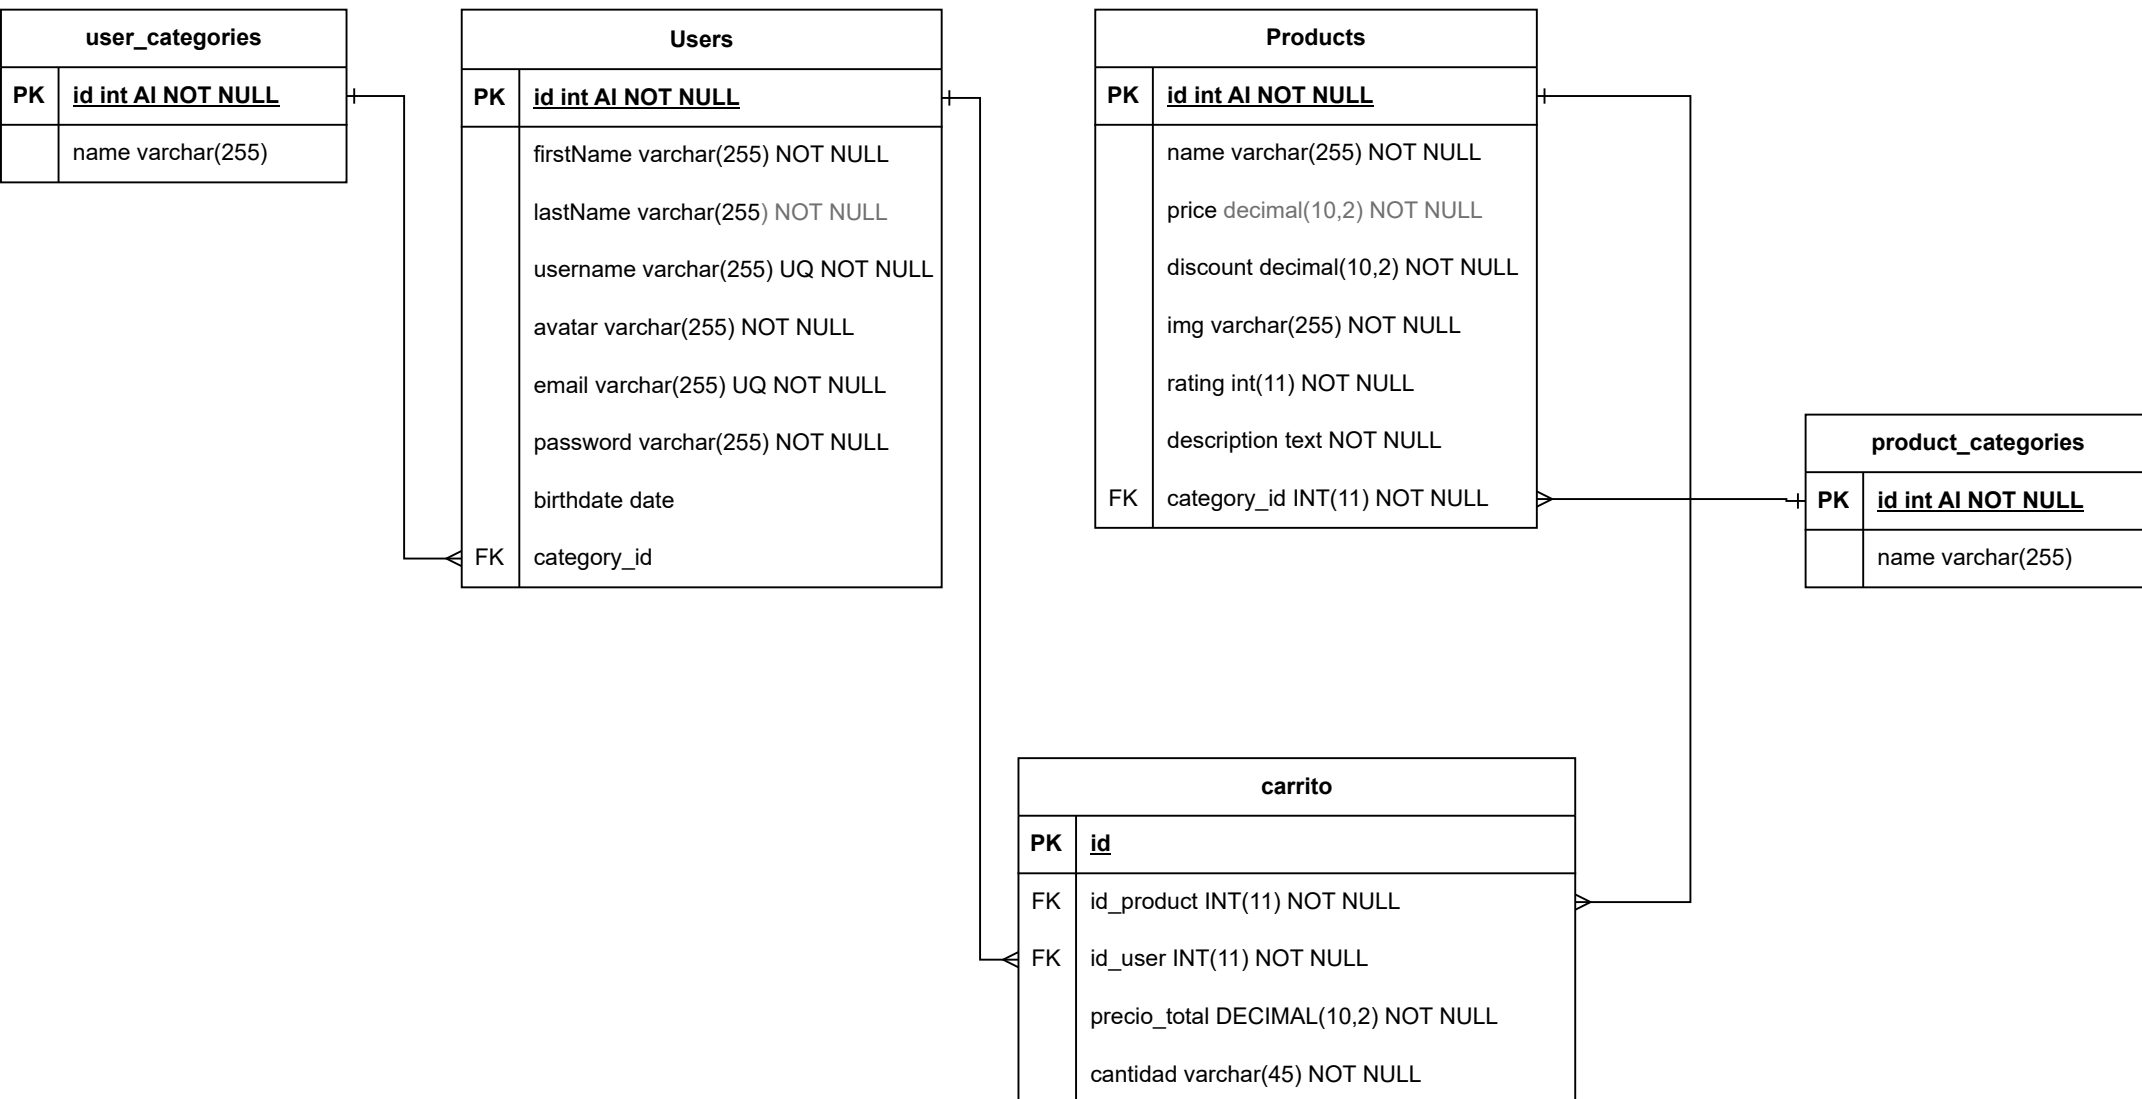 user_categories
PK id int AI NOT NULL
name varchar(255)
Users
PK id int AI NOT NULL
firstName varchar(255) NOT NULL
lastName varchar(255) NOT NULL
username varchar(255) UQ NOT NULL
avatar varchar(255) NOT NULL
email varchar(255) UQ NOT NULL
password varchar(255) NOT NULL
birthdate date
FK category_id
Products
PK id int AI NOT NULL
name varchar(255) NOT NULL
price decimal(10,2) NOT NULL
discount decimal(10,2) NOT NULL
img varchar(255) NOT NULL
rating int(11) NOT NULL
description text NOT NULL
FK category_id INT(11) NOT NULL
product_categories
PK id int AI NOT NULL
name varchar(255)
carrito
PK id
FK id_product INT(11) NOT NULL
FK id_user INT(11) NOT NULL
precio_total DECIMAL(10,2) NOT NULL
cantidad varchar(45) NOT NULL